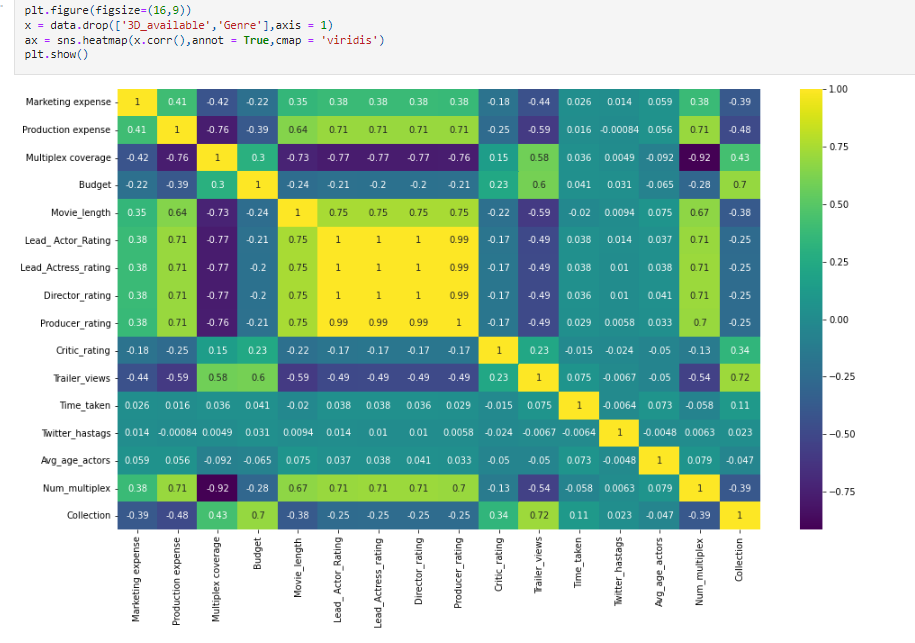 plt.figure(figsize=(16,9))
x = data.drop(['3D_available','Genre'],axis = 1)
ax = sns.heatmap(x.corr(),annot = True,cmap = 'viridis')
plt.show()
Marketing expense 1 0.41 -0.42 -0.22 0.35 0.38 0.38 0.38 0.38 -0.18 -0.44 0.026 0.014 0.059 0.38 -0.39
Production expense 0.41 1 -0.76 -0.39 0.64 0.71 0.71 0.71 0.71 -0.25 -0.59 0.016 -0.00084 0.056 0.71 -0.48
Multiplex coverage -0.42 -0.76 1 0.3 -0.73 -0.77 -0.77 -0.77 -0.76 0.15 0.58 0.036 0.0049 -0.092 -0.92 0.43
Budget -0.22 -0.39 0.3 1 -0.24 -0.21 -0.2 -0.2 -0.21 0.23 0.6 0.041 0.031 -0.065 -0.28 0.7
Movie_length 0.35 0.64 -0.73 -0.24 1 0.75 0.75 0.75 0.75 -0.22 -0.59 -0.02 0.0094 0.075 0.67 -0.38
Lead_ Actor_Rating 0.38 0.71 -0.77 -0.21 0.75 1 1 1 0.99 -0.17 -0.49 0.038 0.014 0.037 0.71 -0.25
Lead_Actress_rating 0.38 0.71 -0.77 -0.2 0.75 1 1 1 0.99 -0.17 -0.49 0.038 0.01 0.038 0.71 -0.25
Director_rating 0.38 0.71 -0.77 -0.2 0.75 1 1 1 0.99 -0.17 -0.49 0.036 0.01 0.041 0.71 -0.25
Producer_rating 0.38 0.71 -0.76 -0.21 0.75 0.99 0.99 0.99 1 -0.17 -0.49 0.029 0.0058 0.033 0.7 -0.25
Critic_rating -0.18 -0.25 0.15 0.23 -0.22 -0.17 -0.17 -0.17 -0.17 1 0.23 -0.015 -0.024 -0.05 -0.13 0.34
Trailer_views -0.44 -0.59 0.58 0.6 -0.59 -0.49 -0.49 -0.49 -0.49 0.23 1 0.075 -0.0067 -0.05 -0.54 0.72
Time_taken 0.026 0.016 0.036 0.041 -0.02 0.038 0.038 0.036 0.029 -0.015 0.075 1 -0.0064 0.073 -0.058 0.11
Twitter_hastags 0.014 -0.00084 0.0049 0.031 0.0094 0.014 0.01 0.01 0.0058 -0.024 -0.0067 -0.0064 1 -0.0048 0.0063 0.023
Avg_age_actors 0.059 0.056 -0.092 -0.065 0.075 0.037 0.038 0.041 0.033 -0.05 -0.05 0.073 -0.0048 1 0.079 -0.047
Num_multiplex 0.38 0.71 -0.92 -0.28 0.67 0.71 0.71 0.71 0.7 -0.13 -0.54 -0.058 0.0063 0.079 1 -0.39
Collection -0.39 -0.48 0.43 0.7 -0.38 -0.25 -0.25 -0.25 -0.25 0.34 0.72 0.11 0.023 -0.047 -0.39 1
Marketing expense
Production expense
Multiplex coverage
Budget
Movie_length
Lead_ Actor_Rating
Lead_Actress_rating
Director_rating
Producer_rating
Critic_rating
Trailer_views
Time_taken
Twitter_hastags
Avg_age_actors
Num_multiplex
Collection
1.00
0.75
0.50
0.25
0.00
−0.25
−0.50
−0.75